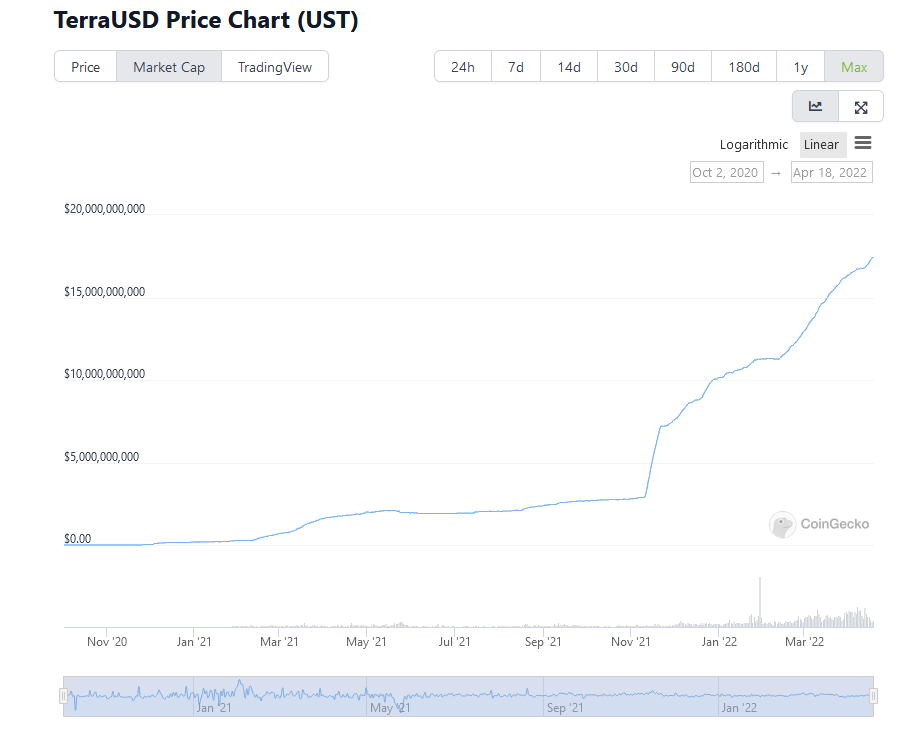 TerraUSD Price Chart (UST)
Price Market Cap TradingView 24h 7d 14d 30d 90d 180d 1y Max
Logarithmic Linear
Oct 2, 2020 → Apr 18, 2022
$20,000,000,000
$15,000,000,000
$10,000,000,000
$5,000,000,000
CoinGecko
$0.00
Nov '20 Jan '21 Mar '21 May '21 Jul '21 Sep '21 Nov '21 Jan '22 Mar '22
Jan '21 May '21 Sep '21 Jan '22